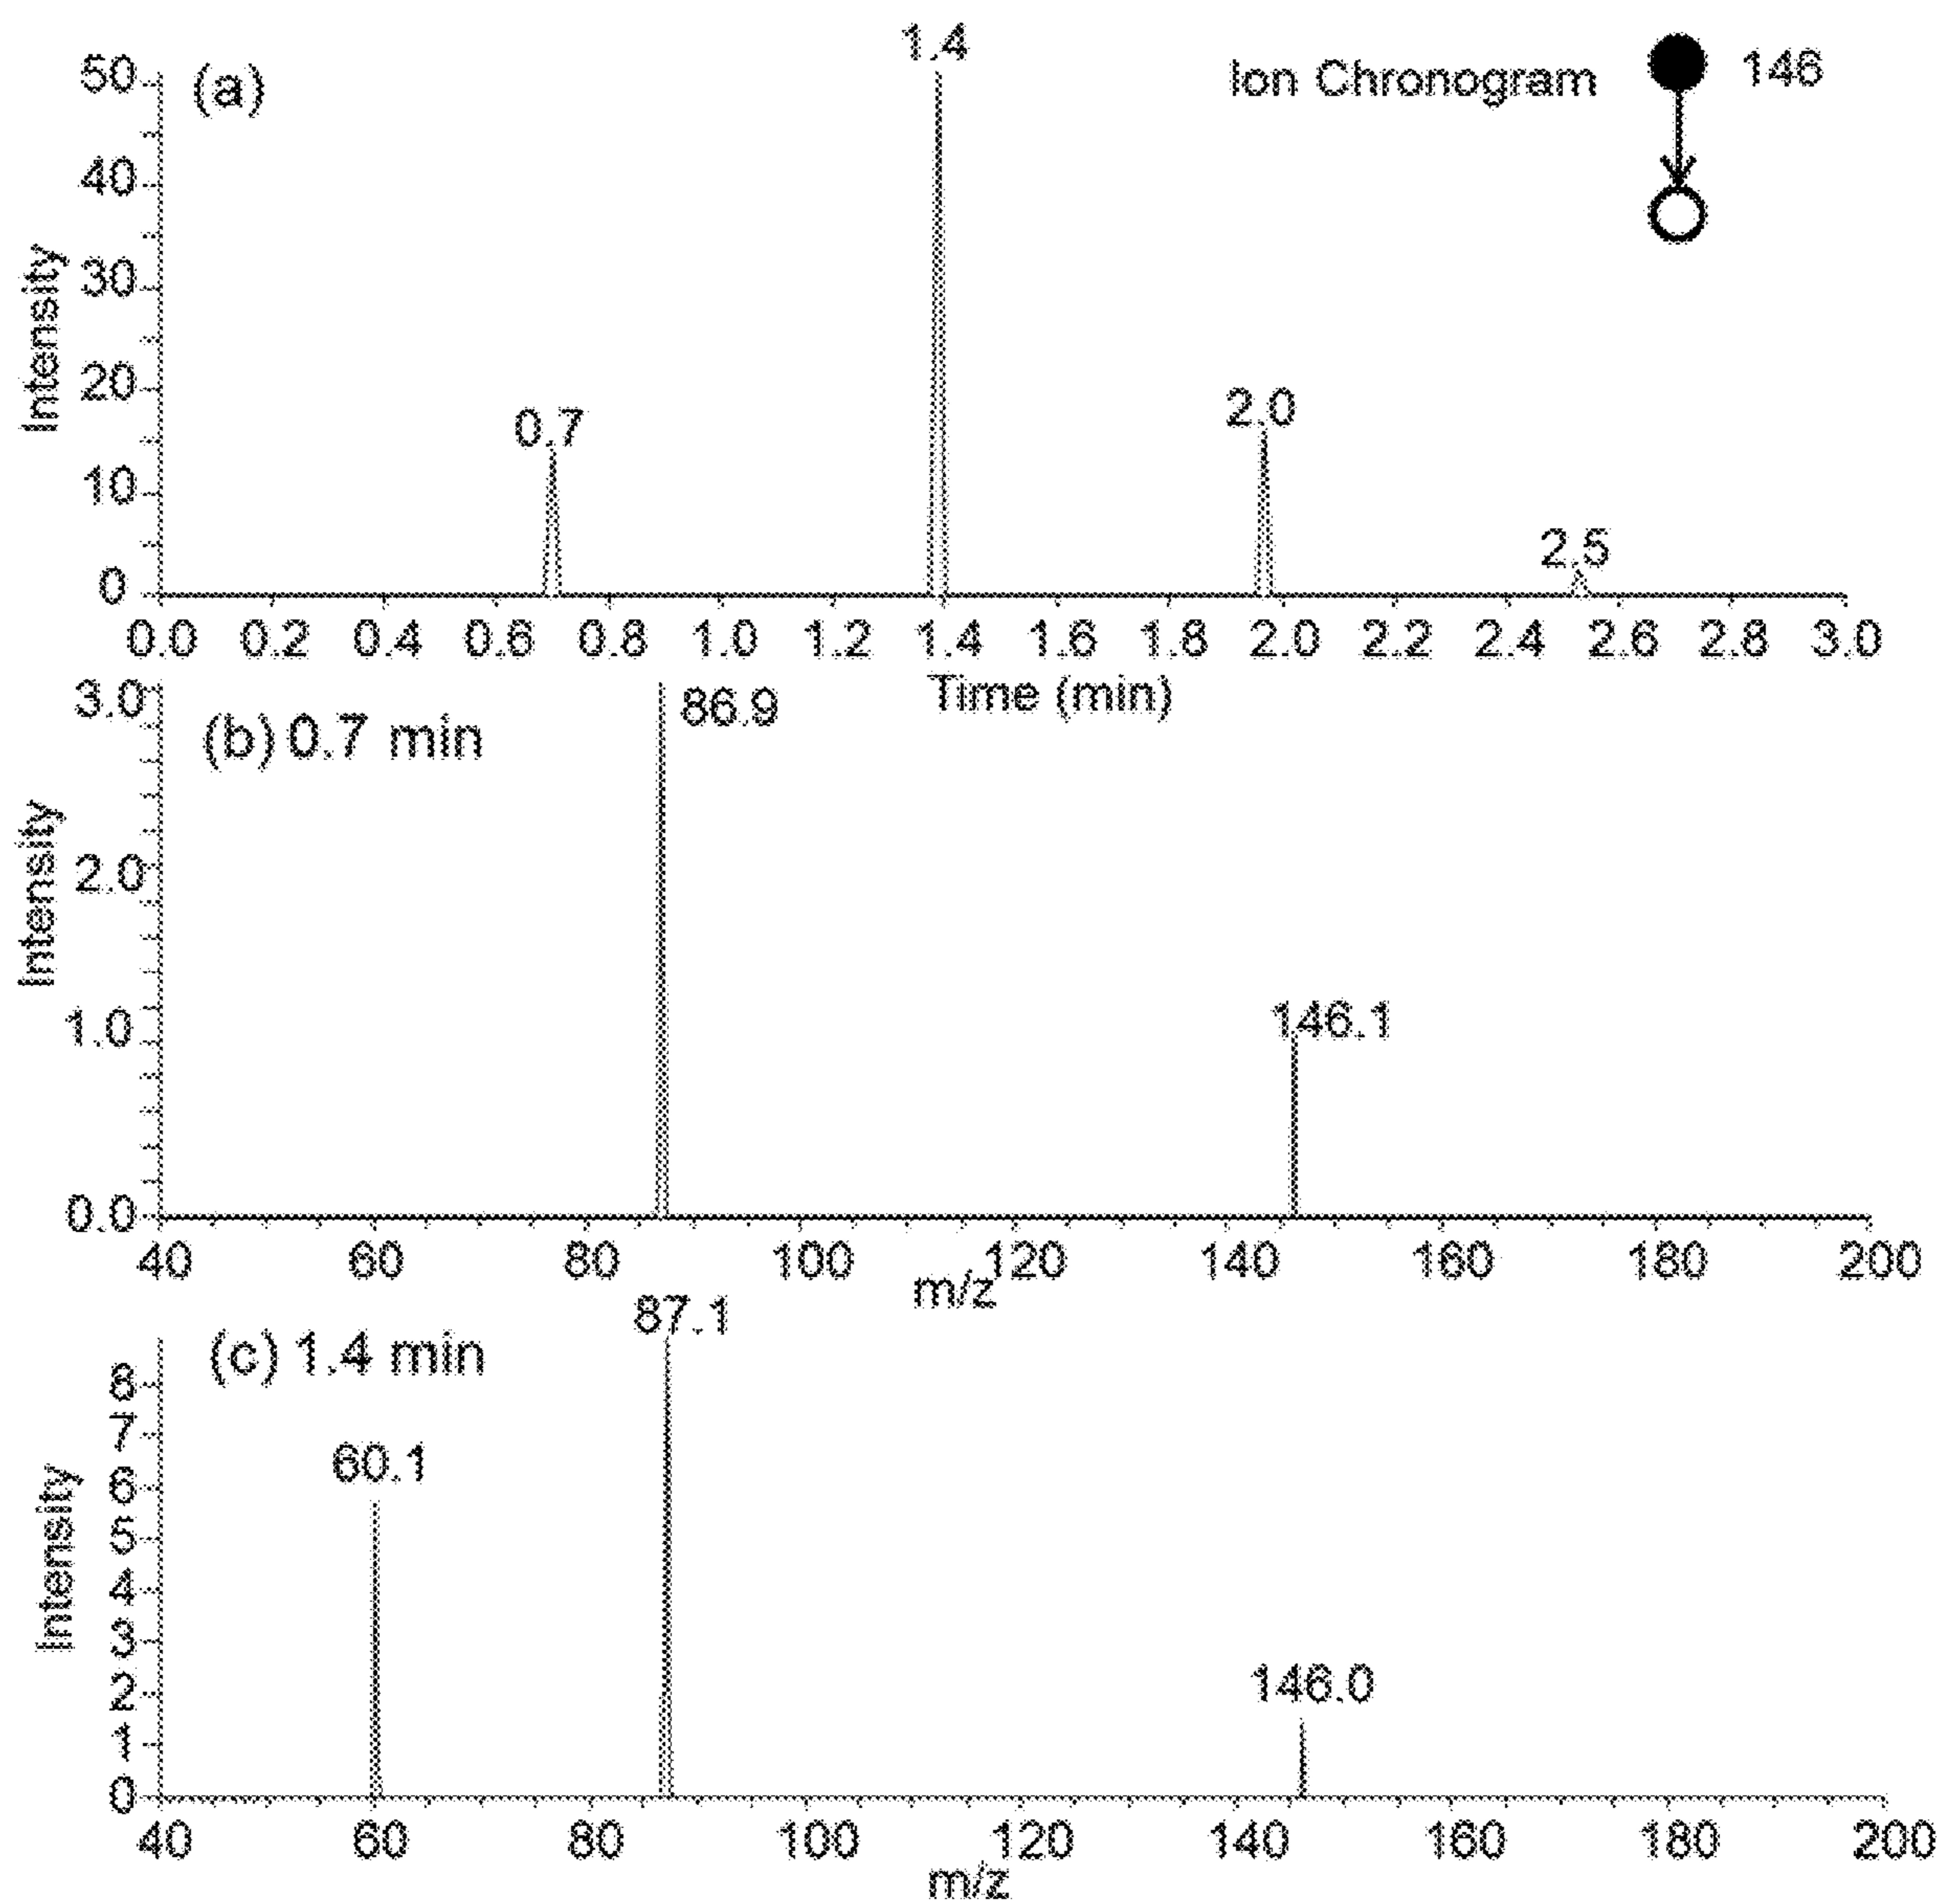 1.4
50 (a) Ion Chronogram 146
40
30
20
10
0
Intensity
0.7
2.0
2.5
0.0 0.2 0.4 0.6 0.8 1.0 1.2 1.4 1.6 1.8 2.0 2.2 2.4 2.6 2.8 3.0
Time (min)
3.0
(b) 0.7 min
86.9
2.0
Intensity
1.0
146.1
0.0
40 60 80 100 120 140 160 180 200
m/z
87.1
(c) 1.4 min
8
7
60.1
6
5
Intensity
4
3
2
146.0
1
0
40 60 80 100 120 140 160 180 200
m/z